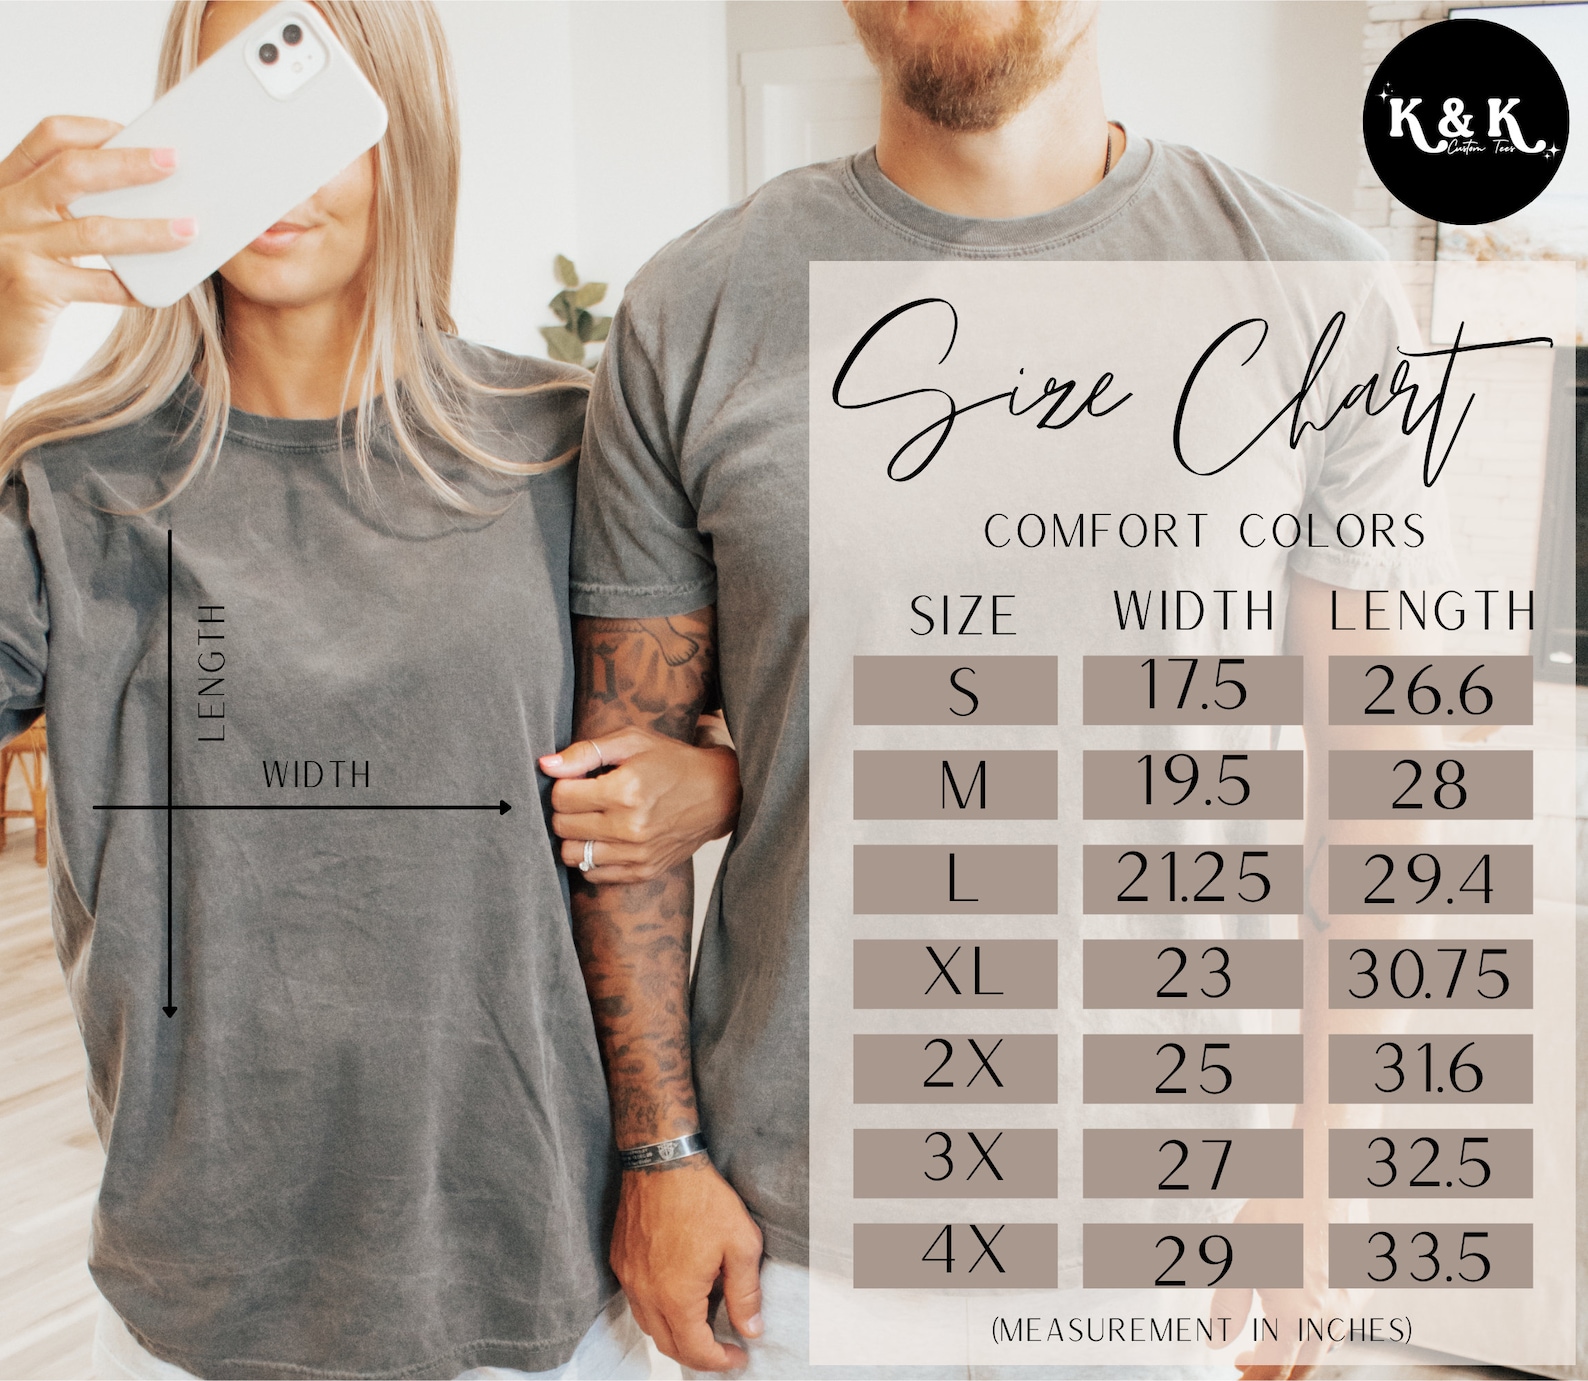 K & K
Custom Tees
Size Chart
COMFORT COLORS
SIZE WIDTH LENGTH
S 17.5 26.6
M 19.5 28
L 21.25 29.4
XL 23 30.75
2X 25 31.6
3X 27 32.5
4X 29 33.5
(MEASUREMENT IN INCHES)
LENGTH
WIDTH